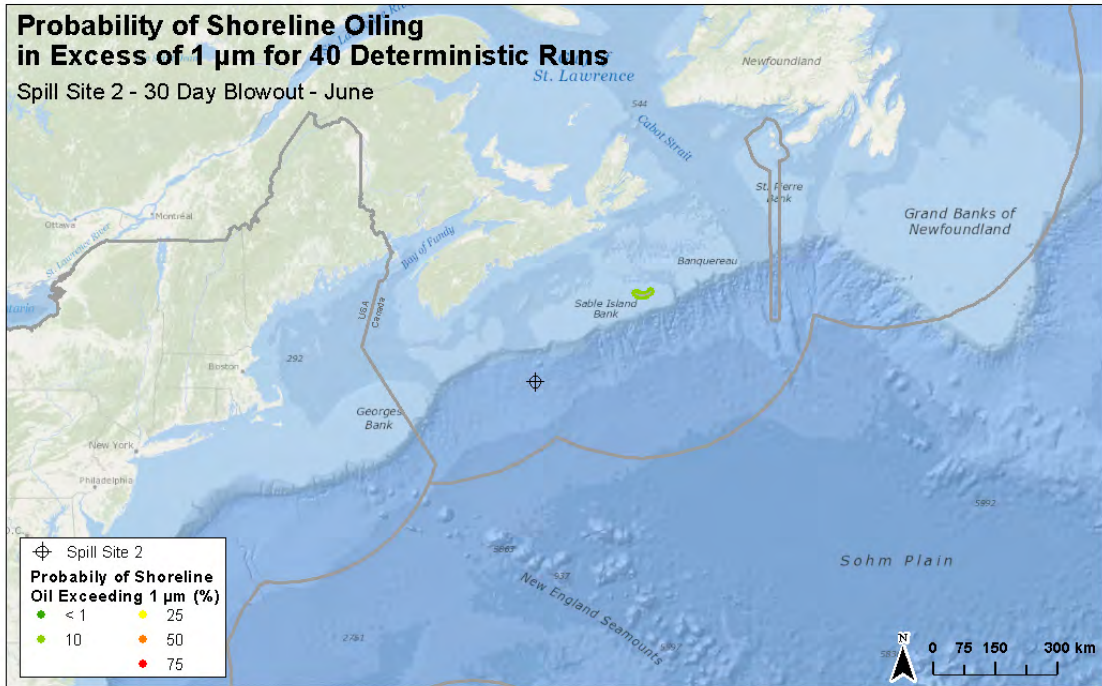 Probability of Shoreline Oiling
in Excess of 1 µm for 40 Deterministic Runs
Spill Site 2 - 30 Day Blowout - June
St. Lawrence
Newfoundland
544
Cabot Strait
St. Pierre
Bank
Grand Banks of
Newfoundland
Ottawa
Montréal
St. Lawrence River
Bay of Fundy
Banquereau
Sable Island
Bank
USA
Canada
292
Boston
Georges
Bank
New York
Philadelphia
5892
Sohm Plain
New England Seamounts
2761
Spill Site 2
Probabily of Shoreline
Oil Exceeding 1 µm (%)
< 1 25
10 50
75
N
0 75 150 300 km